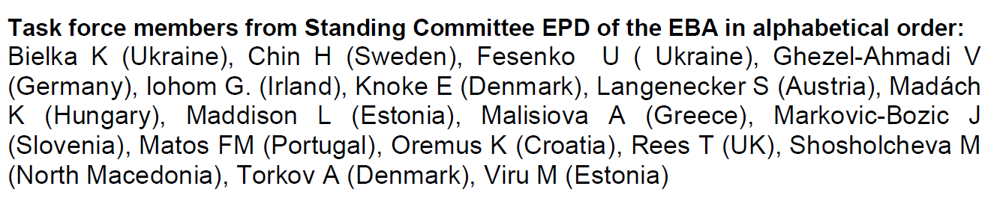 Task force members from Standing Committee EPD of the EBA in alphabetical order:
Bielka K (Ukraine), Chin H (Sweden), Fesenko U ( Ukraine), Ghezel-Ahmadi V
(Germany), Iohom G. (Irland), Knoke E (Denmark), Langenecker S (Austria), Madách
K (Hungary), Maddison L (Estonia), Malisiova A (Greece), Markovic-Bozic J
(Slovenia), Matos FM (Portugal), Oremus K (Croatia), Rees T (UK), Shosholcheva M
(North Macedonia), Torkov A (Denmark), Viru M (Estonia)